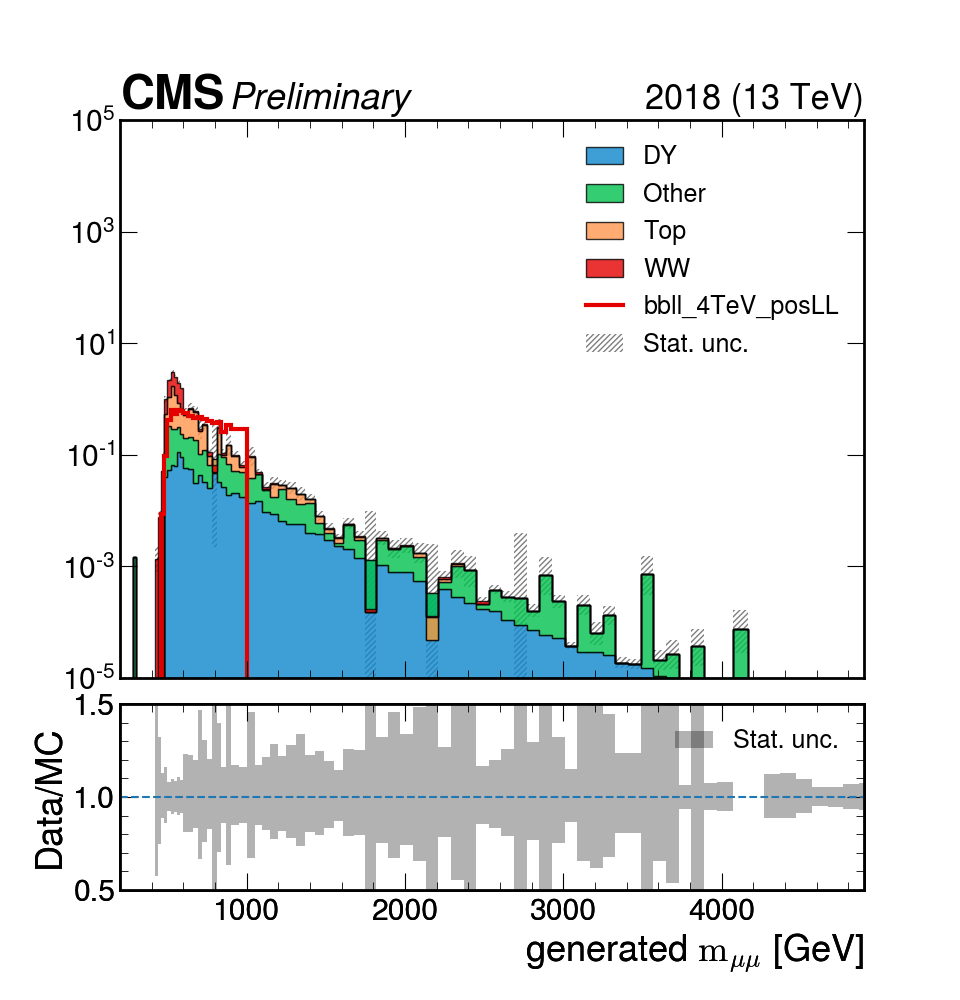 CMS Preliminary 2018 (13 TeV)
10^5
10^3
10^1
10^-1
10^-3
10^-5
DY
Other
Top
WW
bbll_4TeV_posLL
Stat. unc.
1.5
1.0
0.5
Data/MC
Stat. unc.
1000 2000 3000 4000
generated m_μμ [GeV]